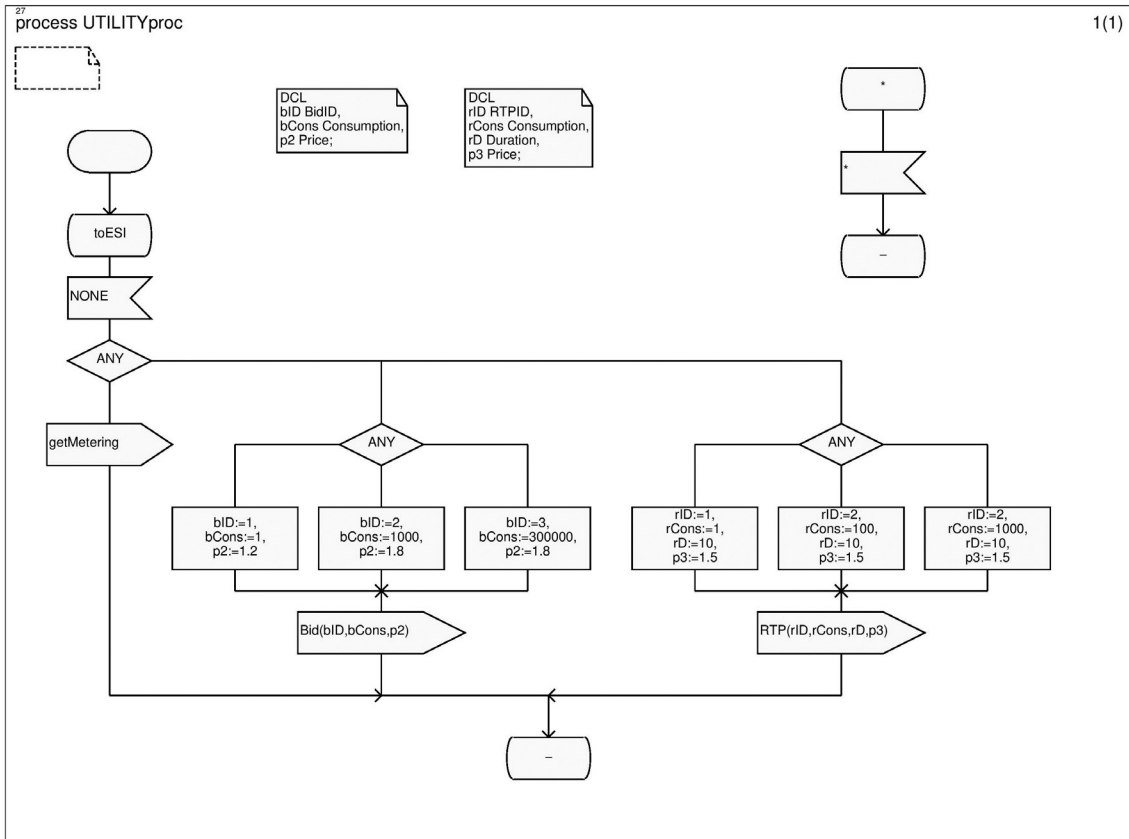 27
process UTILITYproc
1(1)
DCL
bID BidID,
bCons Consumption,
p2 Price;
DCL
rID RTPID,
rCons Consumption,
rD Duration,
p3 Price;
*
*
–
toESI
NONE
ANY
getMetering
ANY
bID:=1,
bCons:=1,
p2:=1.2
bID:=2,
bCons:=1000,
p2:=1.8
bID:=3,
bCons:=300000,
p2:=1.8
Bid(bID,bCons,p2)
ANY
rID:=1,
rCons:=1,
rD:=10,
p3:=1.5
rID:=2,
rCons:=100,
rD:=10,
p3:=1.5
rID:=2,
rCons:=1000,
rD:=10,
p3:=1.5
RTP(rID,rCons,rD,p3)
–